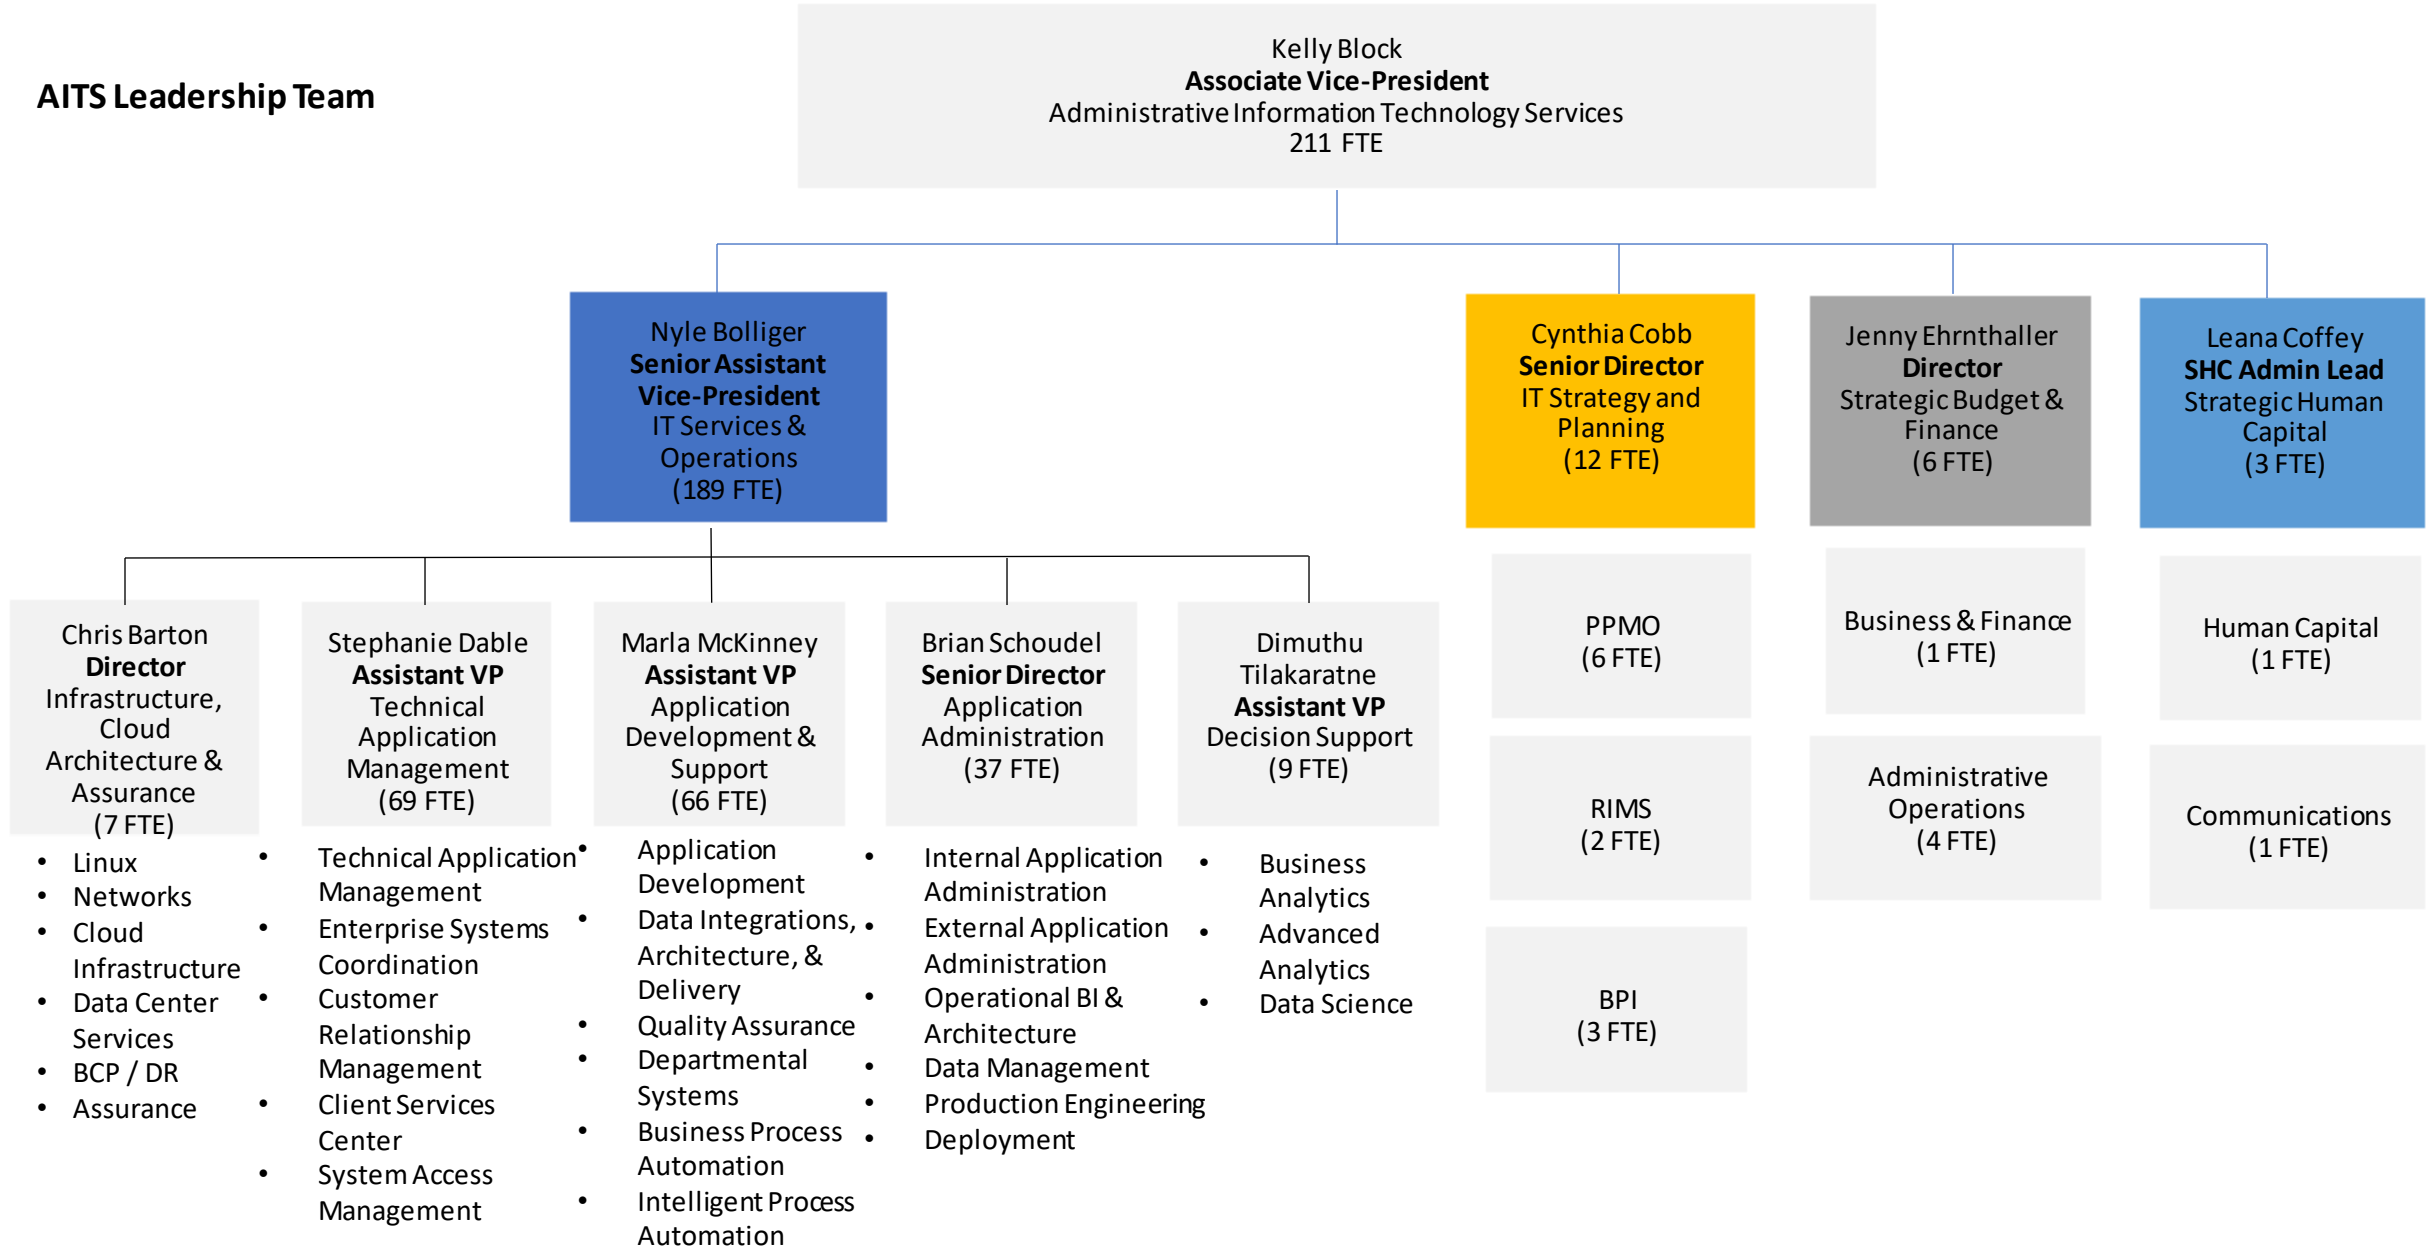 AITS Leadership Team
Kelly Block
Associate Vice-President
Administrative Information Technology Services
211 FTE
Nyle Bolliger
Senior Assistant
Vice-President
IT Services &
Operations
(189 FTE)
Cynthia Cobb
Senior Director
IT Strategy and
Planning
(12 FTE)
Jenny Ehrnthaller
Director
Strategic Budget &
Finance
(6 FTE)
Leana Coffey
SHC Admin Lead
Strategic Human
Capital
(3 FTE)
Chris Barton
Director
Infrastructure,
Cloud
Architecture &
Assurance
(7 FTE)
• Linux
• Networks
• Cloud
Infrastructure
• Data Center
Services
• BCP / DR
• Assurance
Stephanie Dable
Assistant VP
Technical
Application
Management
(69 FTE)
• Technical Application
Management
• Enterprise Systems
Coordination
• Customer
Relationship
Management
• Client Services
Center
• System Access
Management
Marla McKinney
Assistant VP
Application
Development &
Support
(66 FTE)
• Application
Development
• Data Integrations,
Architecture, &
Delivery
• Quality Assurance
• Departmental
Systems
• Business Process
Automation
• Intelligent Process
Automation
Brian Schoudel
Senior Director
Application
Administration
(37 FTE)
• Internal Application
Administration
• External Application
Administration
• Operational BI &
Architecture
• Data Management
• Production Engineering
• Deployment
Dimuthu
Tilakaratne
Assistant VP
Decision Support
(9 FTE)
• Business
Analytics
• Advanced
Analytics
• Data Science
PPMO
(6 FTE)
RIMS
(2 FTE)
BPI
(3 FTE)
Business & Finance
(1 FTE)
Administrative
Operations
(4 FTE)
Human Capital
(1 FTE)
Communications
(1 FTE)